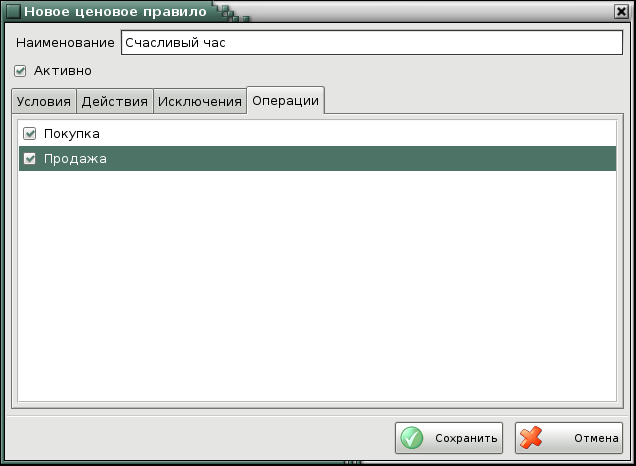 Новое ценовое правило
Наименование Счасливый час
Активно
Условия Действия Исключения Операции
Покупка
Продажа
Сохранить Отмена